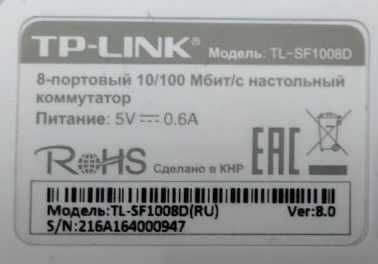 TP-LINK Модель: TL-SF1008D
8-портовый 10/100 Мбит/с настольный
коммутатор
Питание: 5V⎓0.6A
RoHS Сделано в КНР EAC
Модель:TL-SF1008D(RU) Ver:8.0
S/N:216A164000947